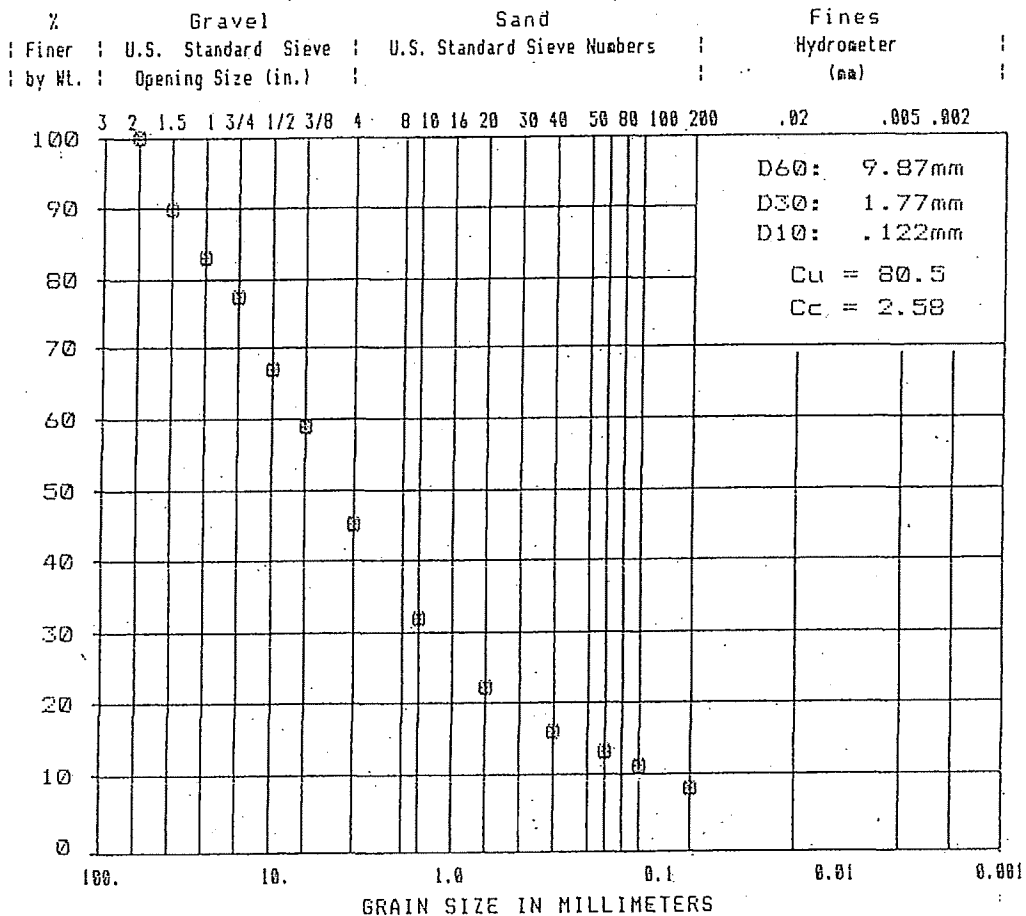 % Gravel Sand Fines
| Finer | U.S. Standard Sieve | U.S. Standard Sieve Numbers | Hydrometer |
| by Wt. | Opening Size (in.) | | (mm) |
3 2 1.5 1 3/4 1/2 3/8 4 8 10 16 20 30 40 50 80 100 200 .02 .005 .002
100
D60: 9.87mm
90
D30: 1.77mm
D10: .122mm
80
Cu = 80.5
Cc = 2.58
70
60
50
40
30
20
10
0
100. 10. 1.0 0.1 0.01 0.001
GRAIN SIZE IN MILLIMETERS